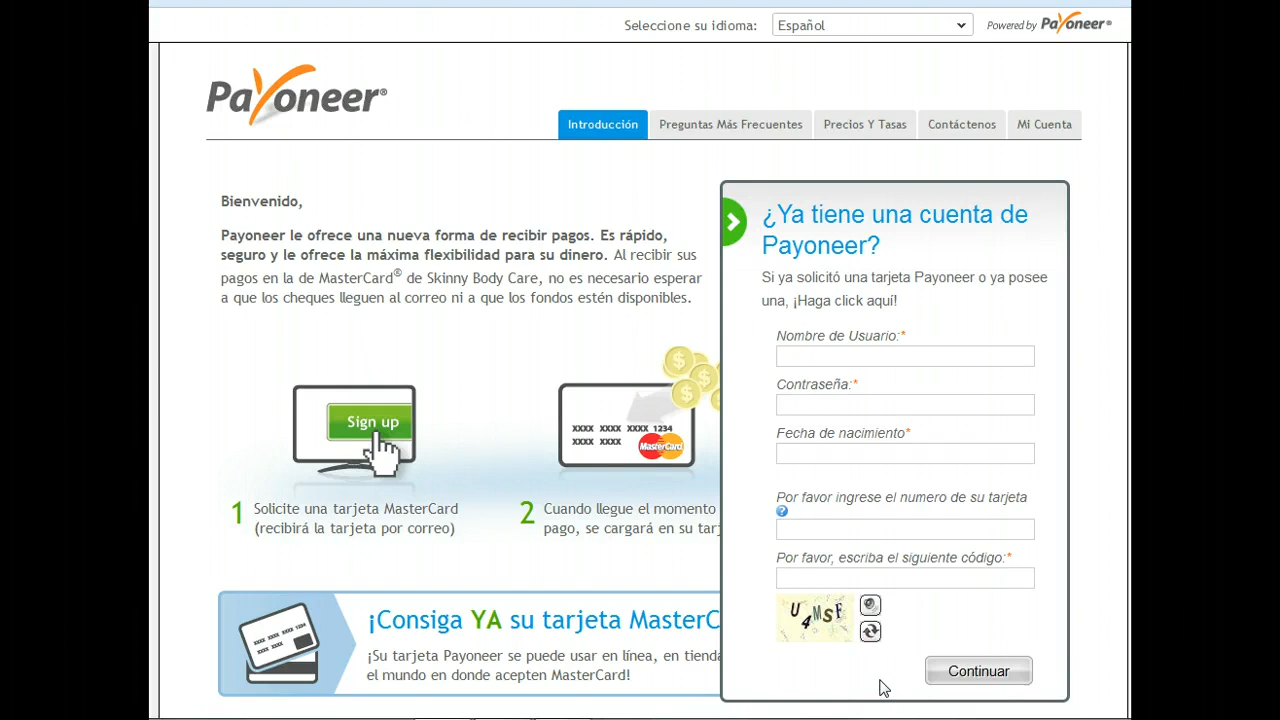 Seleccione su idioma: Español Powered by Payoneer®
Payoneer®
Introducción Preguntas Más Frecuentes Precios Y Tasas Contáctenos Mi Cuenta
Bienvenido,
Payoneer le ofrece una nueva forma de recibir pagos. Es rápido,
seguro y le ofrece la máxima flexibilidad para su dinero. Al recibir sus
pagos en la de MasterCard® de Skinny Body Care, no es necesario esperar
a que los cheques lleguen al correo ni a que los fondos estén disponibles.
Sign up
XXXX XXXX XXXX 1234
XXXX XXXX
MasterCard
1 Solicite una tarjeta MasterCard
(recibirá la tarjeta por correo)
2 Cuando llegue el momento
pago, se cargará en su tarj
XXXX XXXX XXXX 1234
XXXX XXXX
¡Consiga YA su tarjeta MasterC
¡Su tarjeta Payoneer se puede usar en línea, en tienda
el mundo en donde acepten MasterCard!
¿Ya tiene una cuenta de
Payoneer?
Si ya solicitó una tarjeta Payoneer o ya posee
una, ¡Haga click aquí!
Nombre de Usuario:*
Contraseña:*
Fecha de nacimiento*
Por favor ingrese el numero de su tarjeta
?
Por favor, escriba el siguiente código:*
U4MSE
Continuar